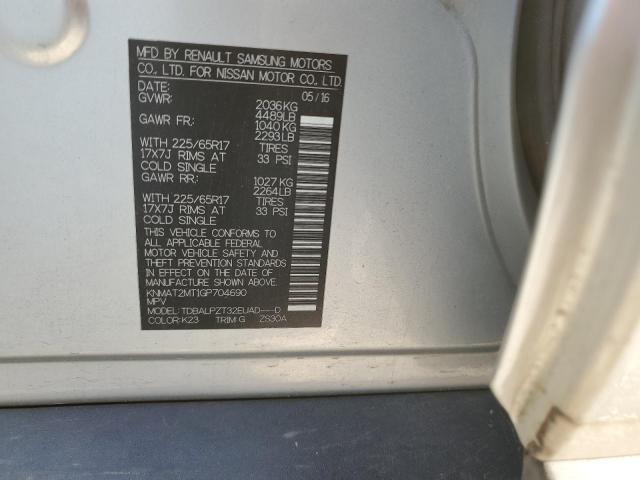 MFD BY RENAULT SAMSUNG MOTORS
CO., LTD. FOR NISSAN MOTOR CO., LTD.
DATE: 05/16
GVWR: 2036KG
4489LB
GAWR FR: 1040KG
2293LB
WITH 225/65R17 TIRES
17X7J RIMS AT 33 PSI
COLD SINGLE
GAWR RR: 1027KG
2264LB
WITH 225/65R17 TIRES
17X7J RIMS AT 33 PSI
COLD SINGLE
THIS VEHICLE CONFORMS TO
ALL APPLICABLE FEDERAL
MOTOR VEHICLE SAFETY AND
THEFT PREVENTION STANDARDS
IN EFFECT ON THE DATE OF
MANUFACTURE SHOWN ABOVE.
KNMAT2MT1GP704690
MPV
MODEL: TDBALPZT32EUAD---D
COLOR: K23 TRIM: G ZS30A